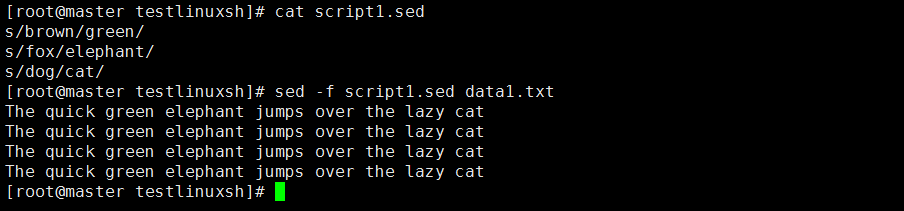 [root@master testlinuxsh]# cat script1.sed
s/brown/green/
s/fox/elephant/
s/dog/cat/
[root@master testlinuxsh]# sed -f script1.sed data1.txt
The quick green elephant jumps over the lazy cat
The quick green elephant jumps over the lazy cat
The quick green elephant jumps over the lazy cat
The quick green elephant jumps over the lazy cat
[root@master testlinuxsh]#